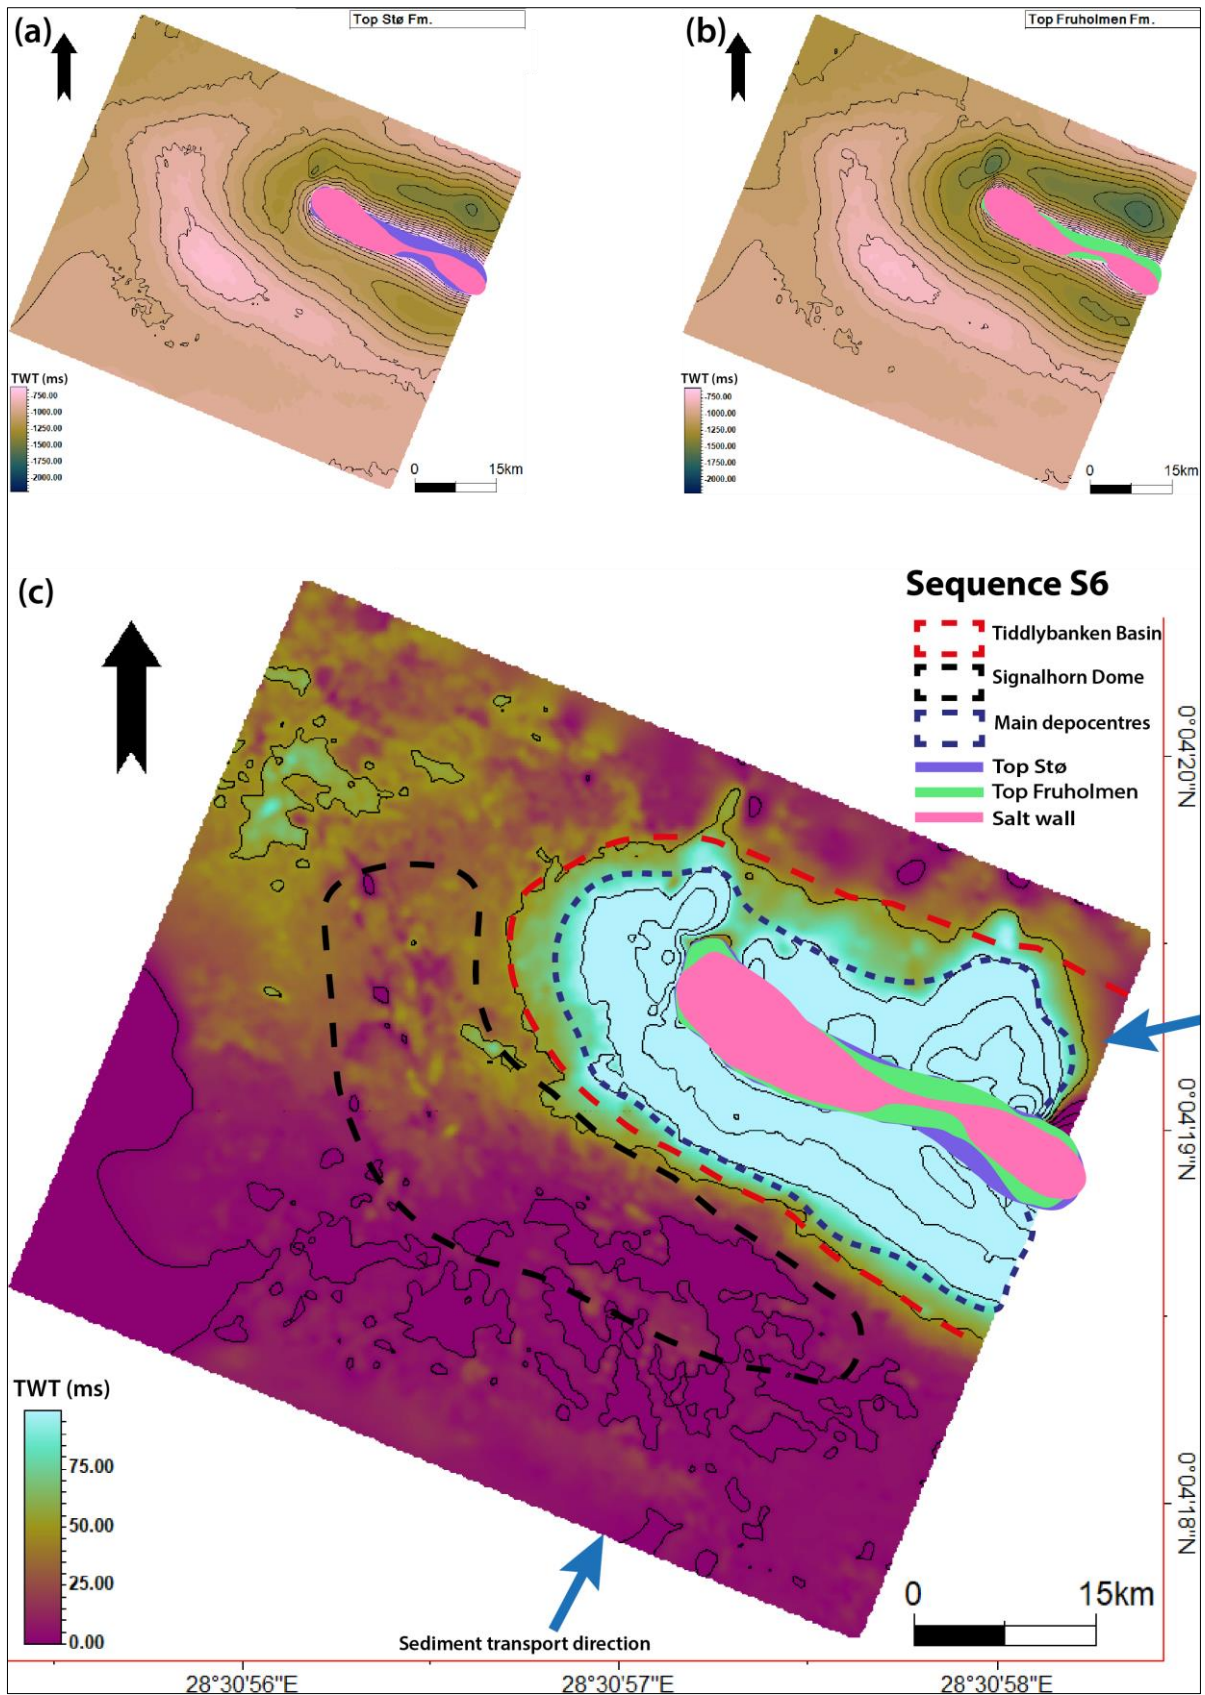 (a)
Top Stø Fm.
TWT (ms)
-750.00
-1000.00
-1250.00
-1500.00
-1750.00
-2000.00
0 15km
(b)
Top Fruholmen Fm.
TWT (ms)
-750.00
-1000.00
-1250.00
-1500.00
-1750.00
-2000.00
0 15km
(c)
Sequence S6
Tiddlybanken Basin
Signalhorn Dome
Main depocentres
Top Stø
Top Fruholmen
Salt wall
0°04'20"N
0°04'19"N
0°04'18"N
TWT (ms)
75.00
50.00
25.00
0.00
0 15km
Sediment transport direction
28°30'56"E
28°30'57"E
28°30'58"E